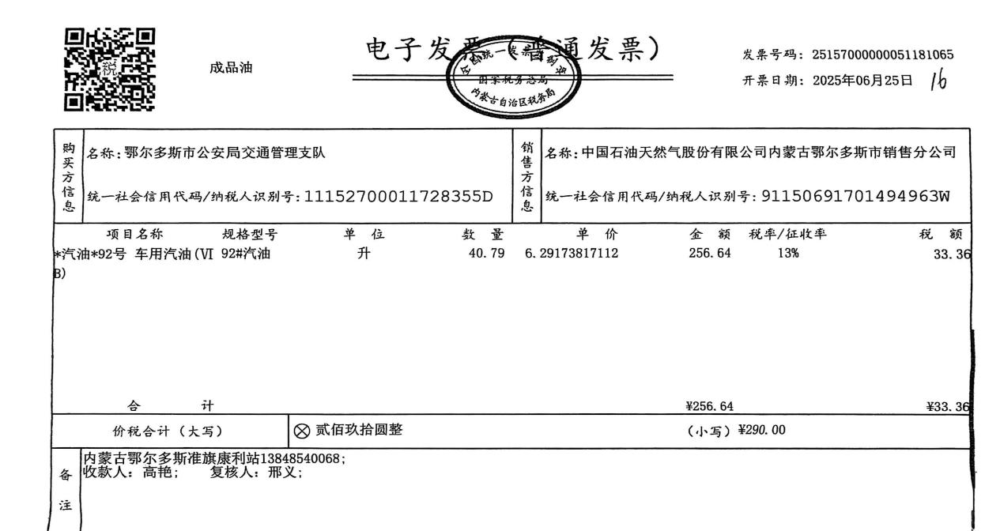 税
成品油
电子发票（普通发票）
全国统一发票监制章
国家税务总局
内蒙古自治区税务局
发票号码: 25157000000051181065
开票日期: 2025年06月25日
16
购买方信息
名称:鄂尔多斯市公安局交通管理支队
统一社会信用代码/纳税人识别号:11152700011728355D
销售方信息
名称:中国石油天然气股份有限公司内蒙古鄂尔多斯市销售分公司
统一社会信用代码/纳税人识别号:91150691701494963W
项目名称 规格型号 单 位 数 量 单 价 金 额 税率/征收率 税 额
*汽油*92号 车用汽油(Ⅵ 92#汽油 升 40.79 6.29173817112 256.64 13% 33.36
B)
合 计 ¥256.64 ¥33.36
价税合计（大写） ⊗ 贰佰玖拾圆整 （小写）¥290.00
备注
内蒙古鄂尔多斯准旗康利站13848540068;
收款人: 高艳; 复核人: 邢义;